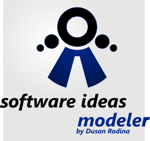 software ideas
modeler
by Dusan Rodina